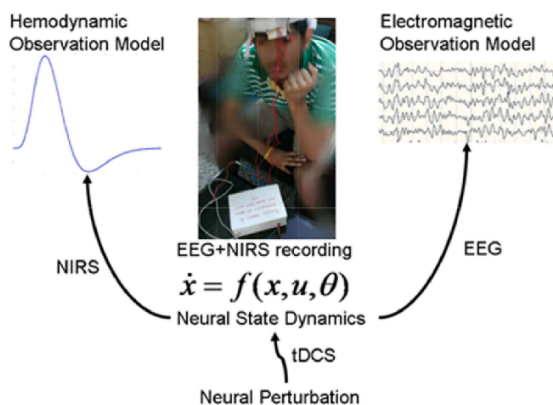 Hemodynamic
Observation Model
Electromagnetic
Observation Model
EEG+NIRS recording
NIRS
EEG
ẋ = f(x,u,θ)
Neural State Dynamics
tDCS
Neural Perturbation